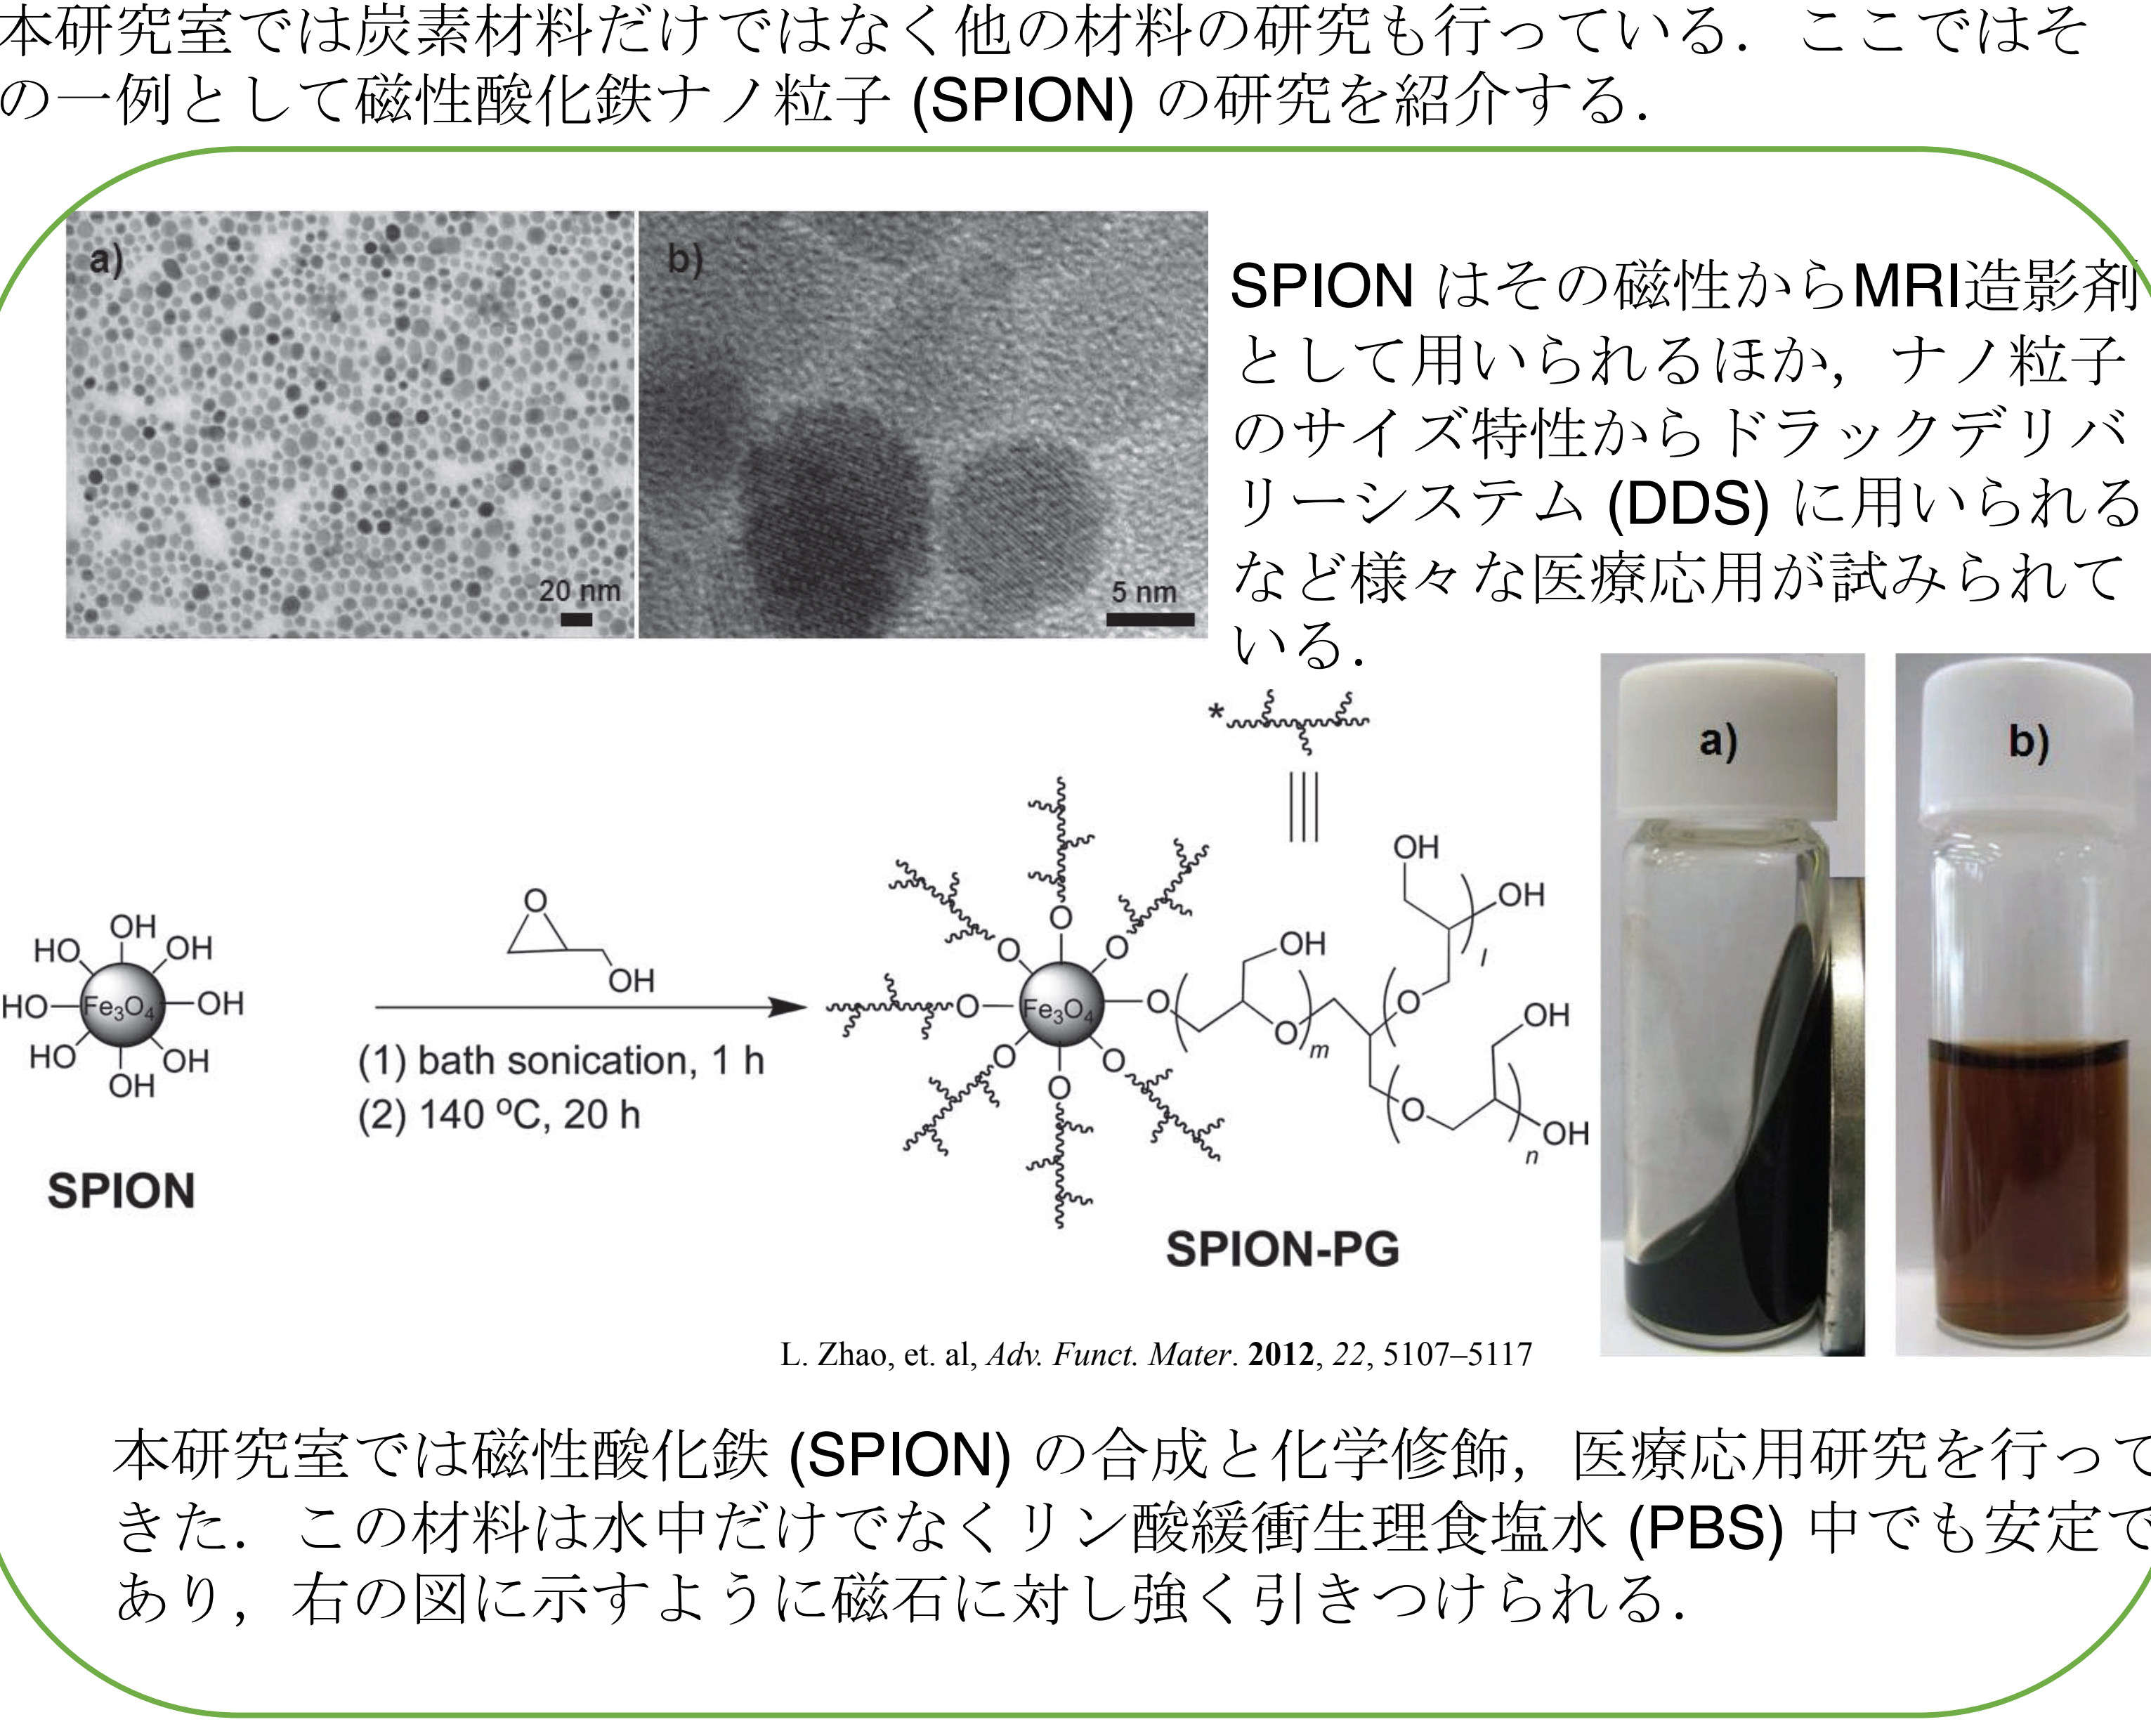 本研究室では炭素材料だけではなく他の材料の研究も行っている．ここではそ
の一例として磁性酸化鉄ナノ粒子 (SPION) の研究を紹介する．
a)
b)
20 nm
5 nm
SPION はその磁性からMRI造影剤
として用いられるほか，ナノ粒子
のサイズ特性からドラックデリバ
リーシステム (DDS) に用いられる
など様々な医療応用が試みられて
いる．
OH
HO
OH
HO
Fe3O4
OH
HO
OH
OH
SPION
O
OH
(1) bath sonication, 1 h
(2) 140 ºC, 20 h
*
O
O
O
O
Fe3O4
O
O
O
O
OH
O
m
OH
OH
l
O
OH
O
OH
n
SPION-PG
a)
b)
L. Zhao, et. al, Adv. Funct. Mater. 2012, 22, 5107–5117
本研究室では磁性酸化鉄 (SPION) の合成と化学修飾，医療応用研究を行って
きた．この材料は水中だけでなくリン酸緩衝生理食塩水 (PBS) 中でも安定で
あり，右の図に示すように磁石に対し強く引きつけられる．